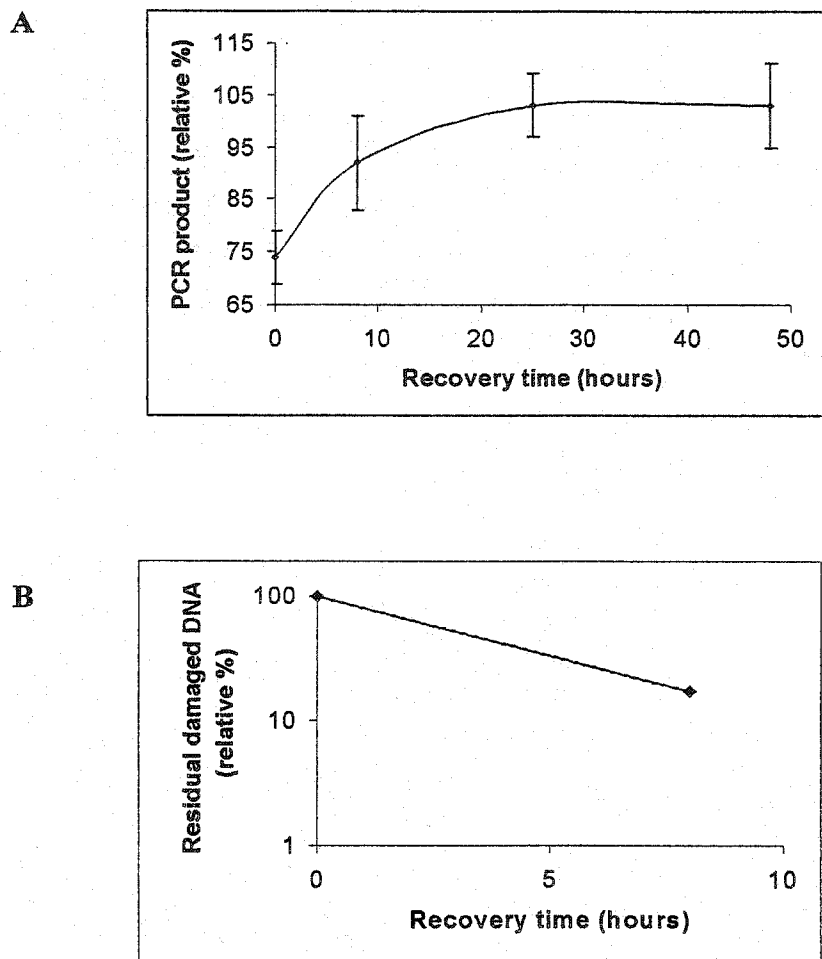 A
PCR product (relative %)
115
105
95
85
75
65
0 10 20 30 40 50
Recovery time (hours)
B
Residual damaged DNA
(relative %)
100
10
1
0 5 10
Recovery time (hours)